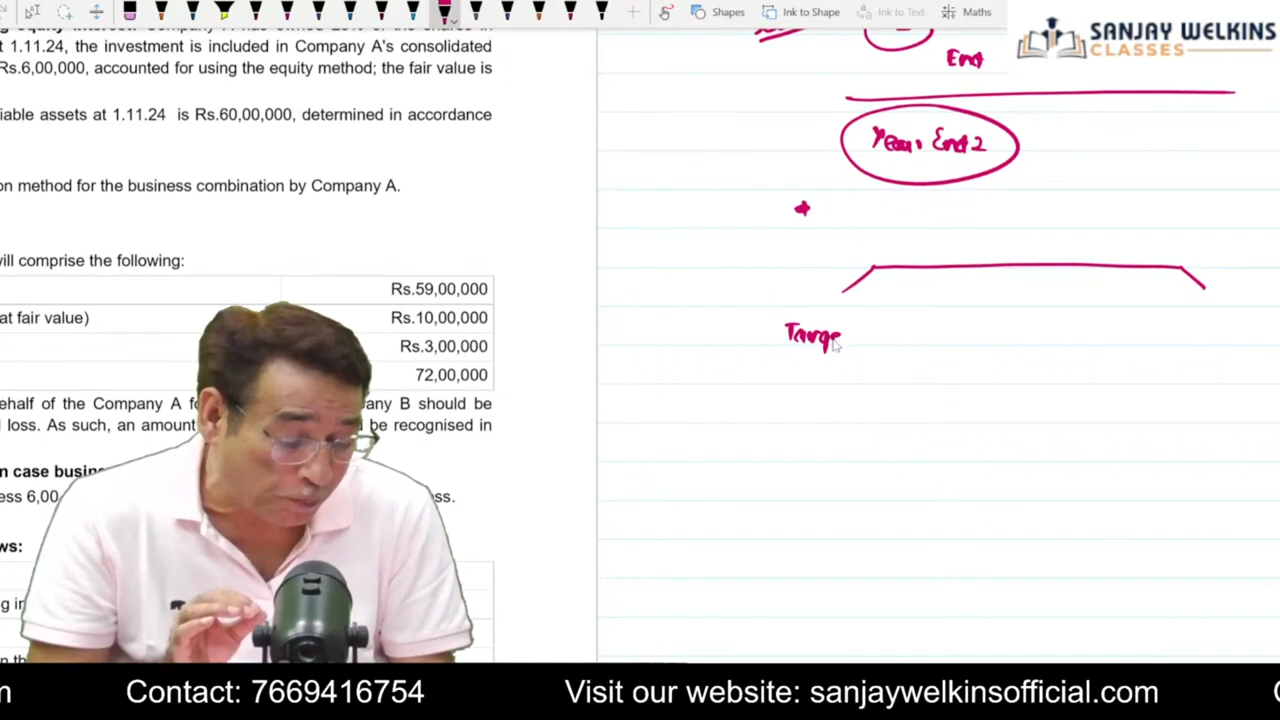 Shapes
Ink to Shape
Ink to Text
Maths
SANJAY WELKINS
CLASSES
t 1.11.24, the investment is included in Company A's consolidated
Rs.6,00,000, accounted for using the equity method; the fair value is
iable assets at 1.11.24 is Rs.60,00,000, determined in accordance
on method for the business combination by Company A.
vill comprise the following:
Rs.59,00,000
at fair value) Rs.10,00,000
Rs.3,00,000
72,00,000
ehalf of the Company A fo any B should be
l loss. As such, an amount be recognised in
n case busin
ess 6,00 ss.
ws:
g in
n th
End
Year End 2
Targe
m Contact: 7669416754 Visit our website: sanjaywelkinsofficial.com